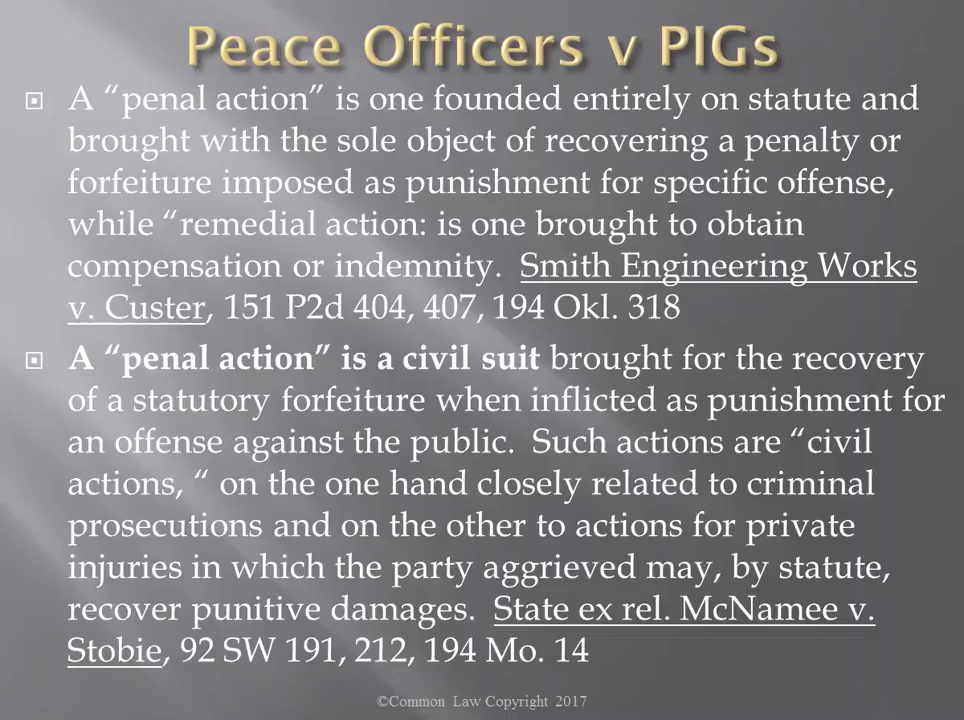 Peace Officers v PIGs
A “penal action” is one founded entirely on statute and
brought with the sole object of recovering a penalty or
forfeiture imposed as punishment for specific offense,
while “remedial action: is one brought to obtain
compensation or indemnity. Smith Engineering Works
v. Custer, 151 P2d 404, 407, 194 Okl. 318
A “penal action” is a civil suit brought for the recovery
of a statutory forfeiture when inflicted as punishment for
an offense against the public. Such actions are “civil
actions, “ on the one hand closely related to criminal
prosecutions and on the other to actions for private
injuries in which the party aggrieved may, by statute,
recover punitive damages. State ex rel. McNamee v.
Stobie, 92 SW 191, 212, 194 Mo. 14
©Common Law Copyright 2017